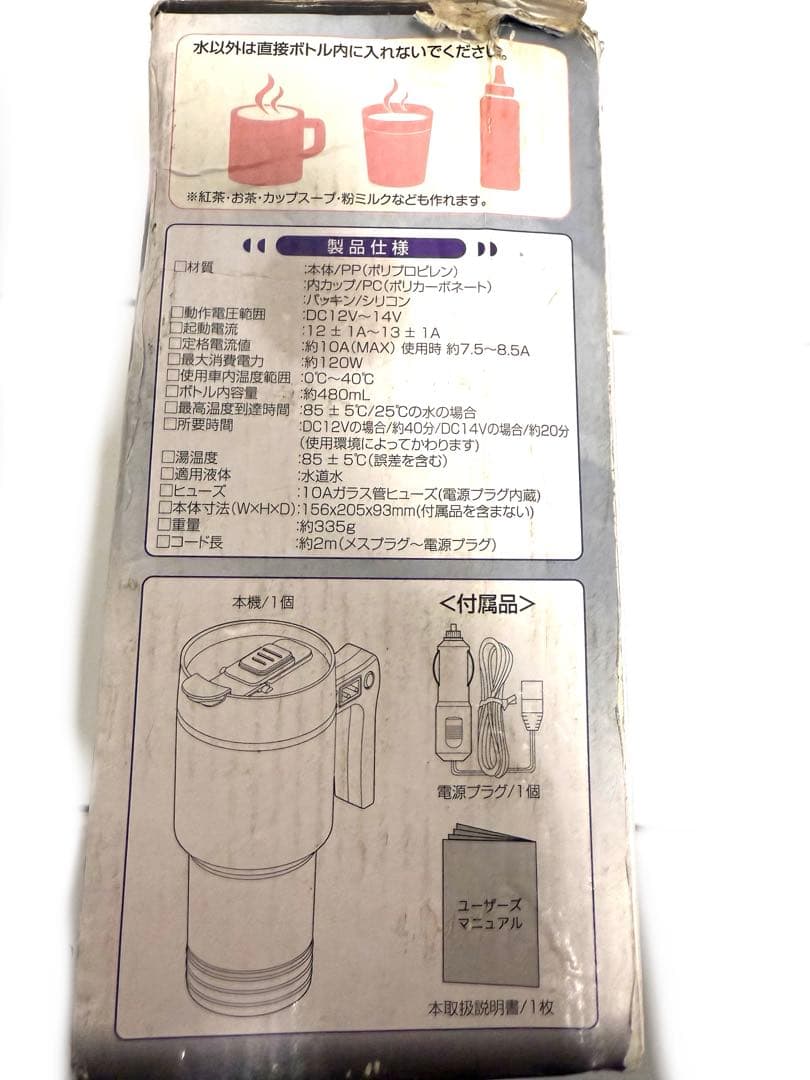 水以外は直接ボトル内に入れないでください。
※紅茶・お茶・カップスープ・粉ミルクなども作れます。
製品仕様
□材質 :本体/PP(ポリプロピレン)
:内カップ/PC(ポリカーボネート)
:パッキン/シリコン
□動作電圧範囲 :DC12V～14V
□起動電流 :12 ± 1A～13 ± 1A
□定格電流値 :約10A(MAX) 使用時 約7.5～8.5A
□最大消費電力 :約120W
□使用車内温度範囲 :0℃～40℃
□ボトル内容量 :約480mL
□最高温度到達時間 :85 ± 5℃/25℃の水の場合
□所要時間 :DC12Vの場合/約40分/DC14Vの場合/約20分
(使用環境によってかわります)
□湯温度 :85 ± 5℃(誤差を含む)
□適用液体 :水道水
□ヒューズ :10Aガラス管ヒューズ(電源プラグ内蔵)
□本体寸法(W×H×D):156x205x93mm(付属品を含まない)
□重量 :約335g
□コード長 :約2m(メスプラグ～電源プラグ)
本機/1個
<付属品>
電源プラグ/1個
ユーザーズ
マニュアル
本取扱説明書/1枚